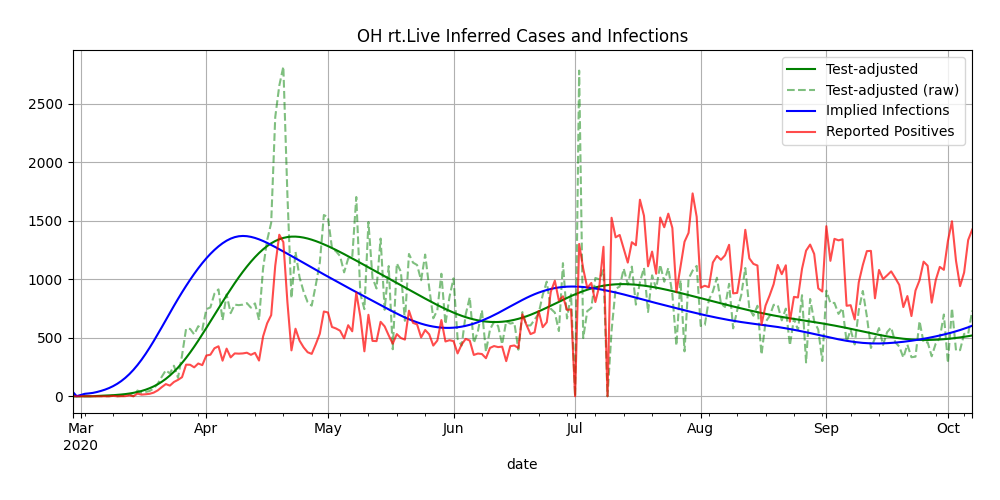 OH rt.Live Inferred Cases and Infections
Test-adjusted
Test-adjusted (raw)
Implied Infections
Reported Positives
2500
2000
1500
1000
500
0
Mar Apr May Jun Jul Aug Sep Oct
2020
date